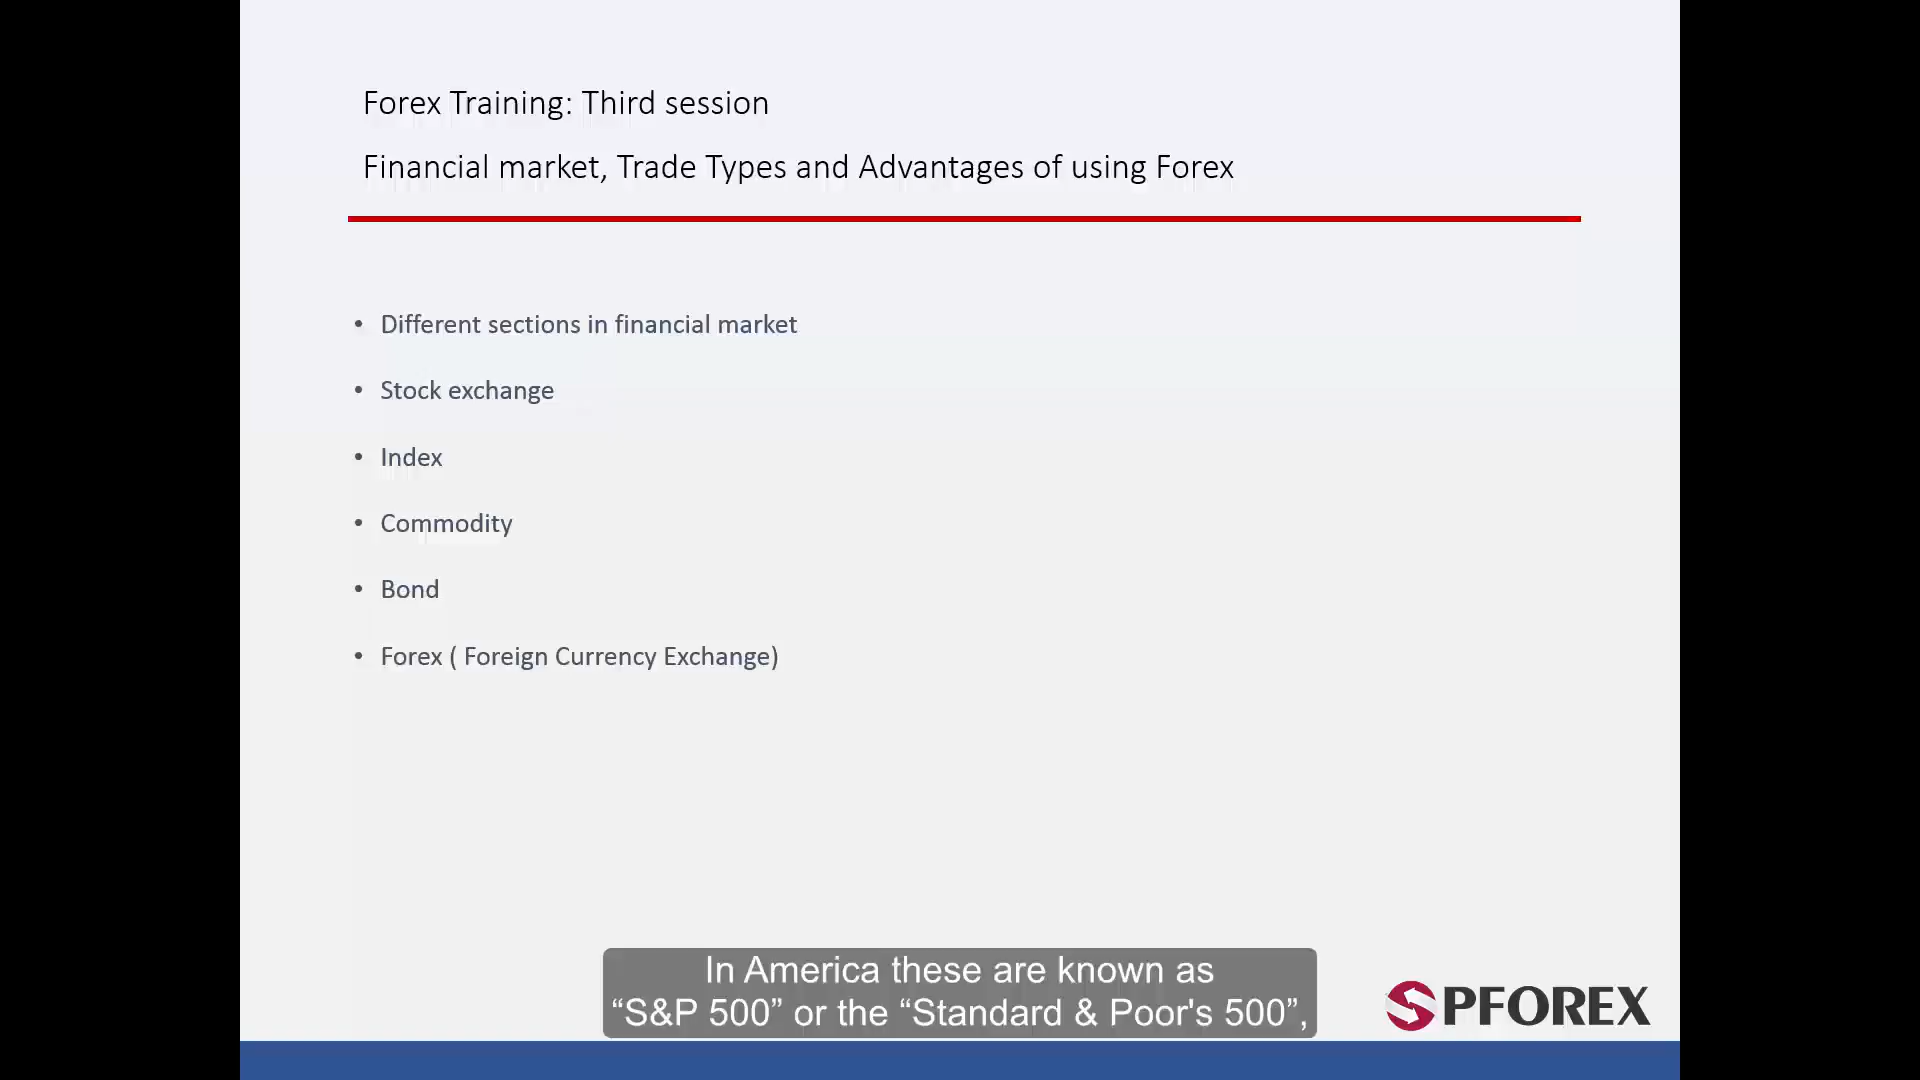 Forex Training: Third session
Financial market, Trade Types and Advantages of using Forex
• Different sections in financial market
• Stock exchange
• Index
• Commodity
• Bond
• Forex ( Foreign Currency Exchange)
In America these are known as
“S&P 500” or the “Standard & Poor's 500”,
SPFOREX